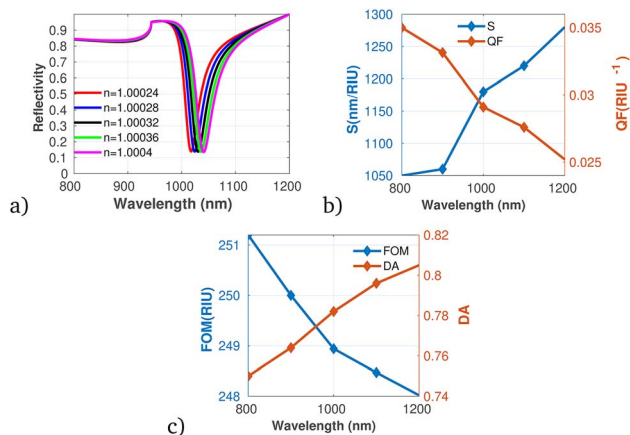 0.9
0.8
0.7
0.6
0.5
0.4
0.3
0.2
0.1
0
Reflectivity
n=1.00024
n=1.00028
n=1.00032
n=1.00036
n=1.0004
800 900 1000 1100 1200
Wavelength (nm)
a)
1300
1250
1200
1150
1100
1050
S(nm/RIU)
S
QF
0.035
0.03
0.025
QF(RIU -1)
800 900 1000 1100 1200
Wavelength (nm)
b)
251
250
249
248
FOM(RIU)
FOM
DA
0.82
0.8
0.78
0.76
0.74
DA
800 900 1000 1100 1200
Wavelength (nm)
c)